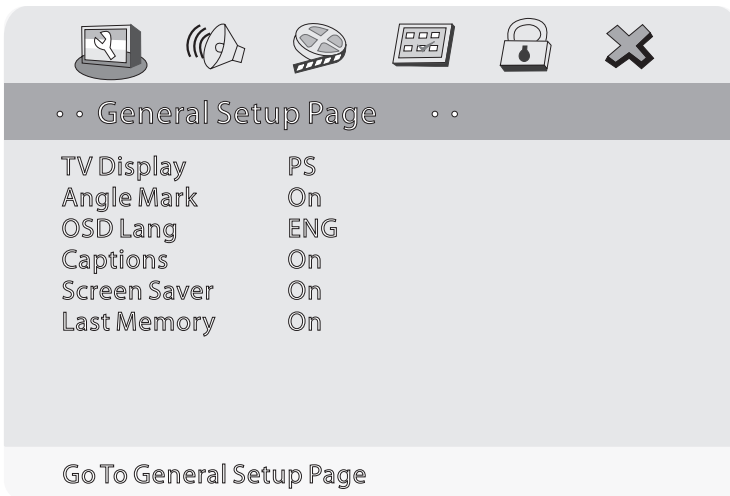 General Setup Page
TV Display PS
Angle Mark On
OSD Lang ENG
Captions On
Screen Saver On
Last Memory On
Go To General Setup Page